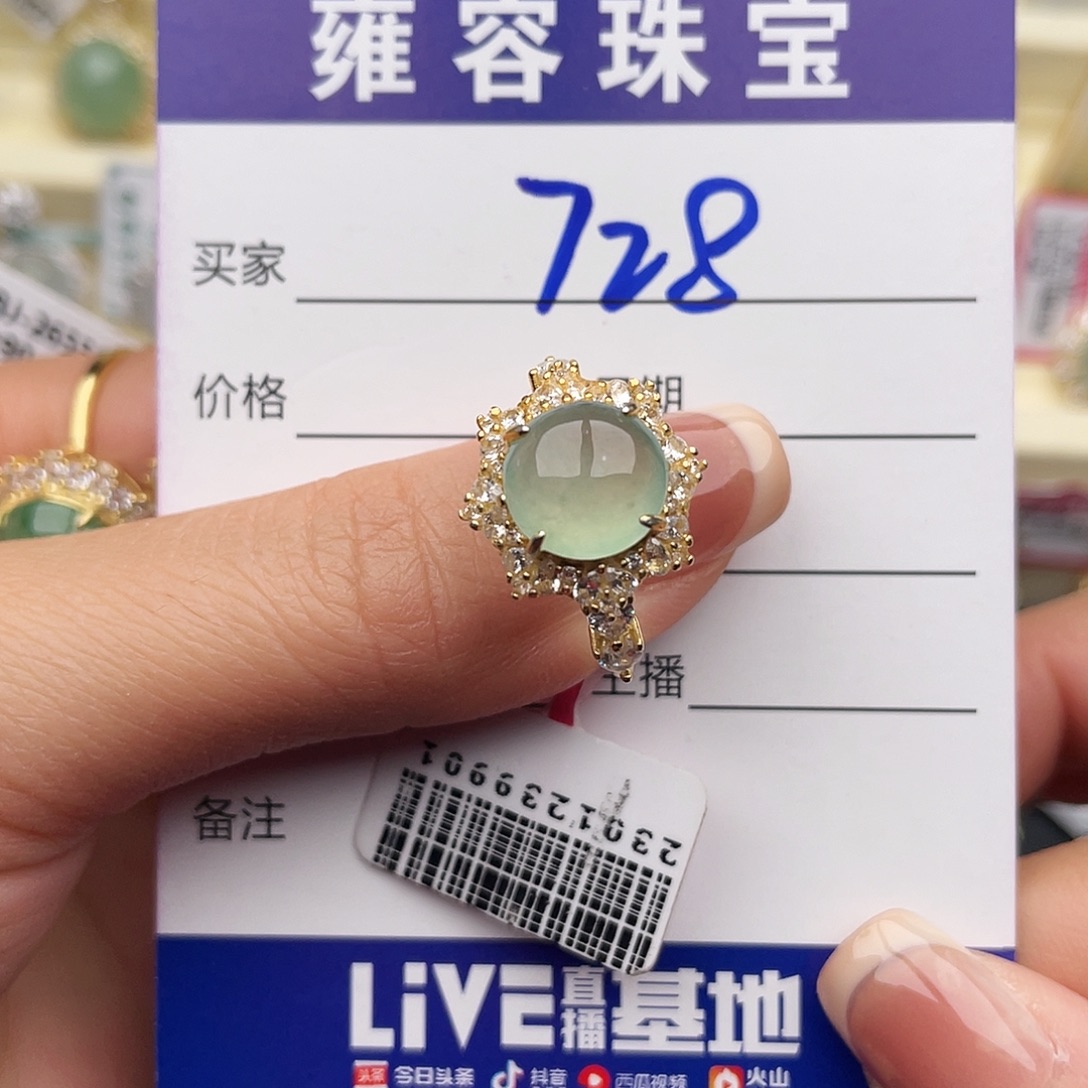 雍容珠宝
买家 728
价格
主播
备注
2301239901
LiVE直播基地
今日头条 抖音 西瓜视频 火山